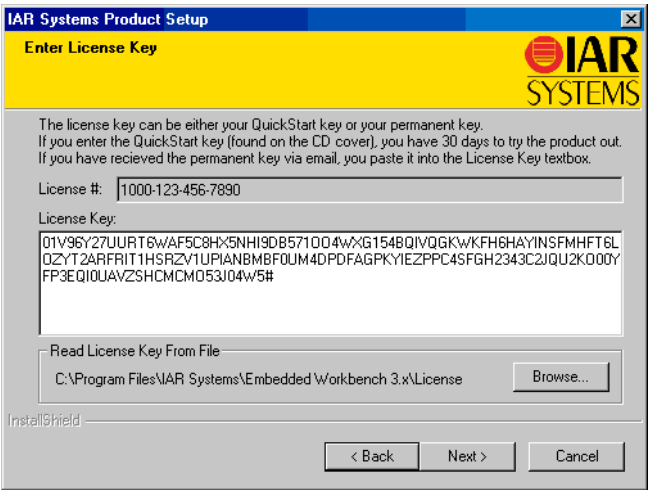 IAR Systems Product Setup
Enter License Key
IAR
SYSTEMS
The license key can be either your QuickStart key or your permanent key.
If you enter the QuickStart key (found on the CD cover), you have 30 days to try the product out.
If you have recieved the permanent key via email, you paste it into the License Key textbox.
License #: 1000-123-456-7890
License Key:
01V96Y27UURT6WAF5C8HX5NHI9DB571OO4WXG154BQIVQGKWKFH6HAYINSFMHFT6L
OZYT2ARFRIT1HSRZV1UPIANBMBF0UM4DPDFAGPKYIEZPPC4SFGH2343C2JQU2KO00Y
FP3EQI0UAVZSHCMCMO53J04W5#
Read License Key From File
C:\Program Files\IAR Systems\Embedded Workbench 3.x\License
Browse...
InstallShield
< Back Next > Cancel